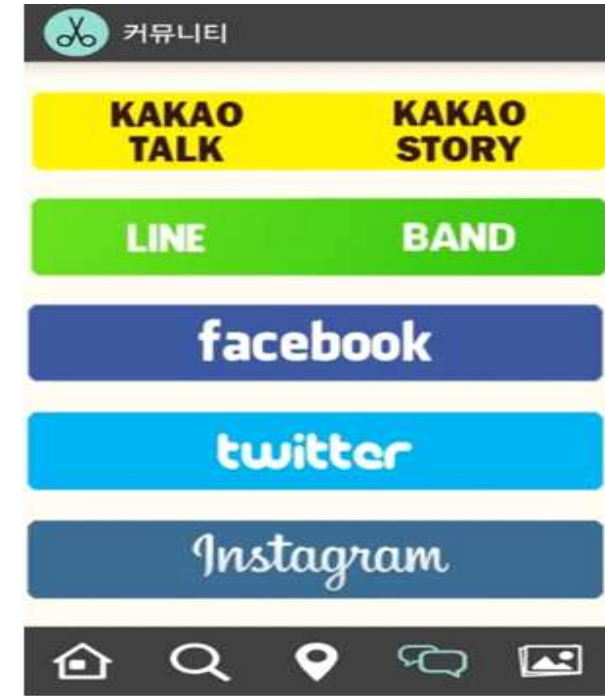 커뮤니티
KAKAO TALK
KAKAO STORY
LINE
BAND
facebook
twitter
Instagram